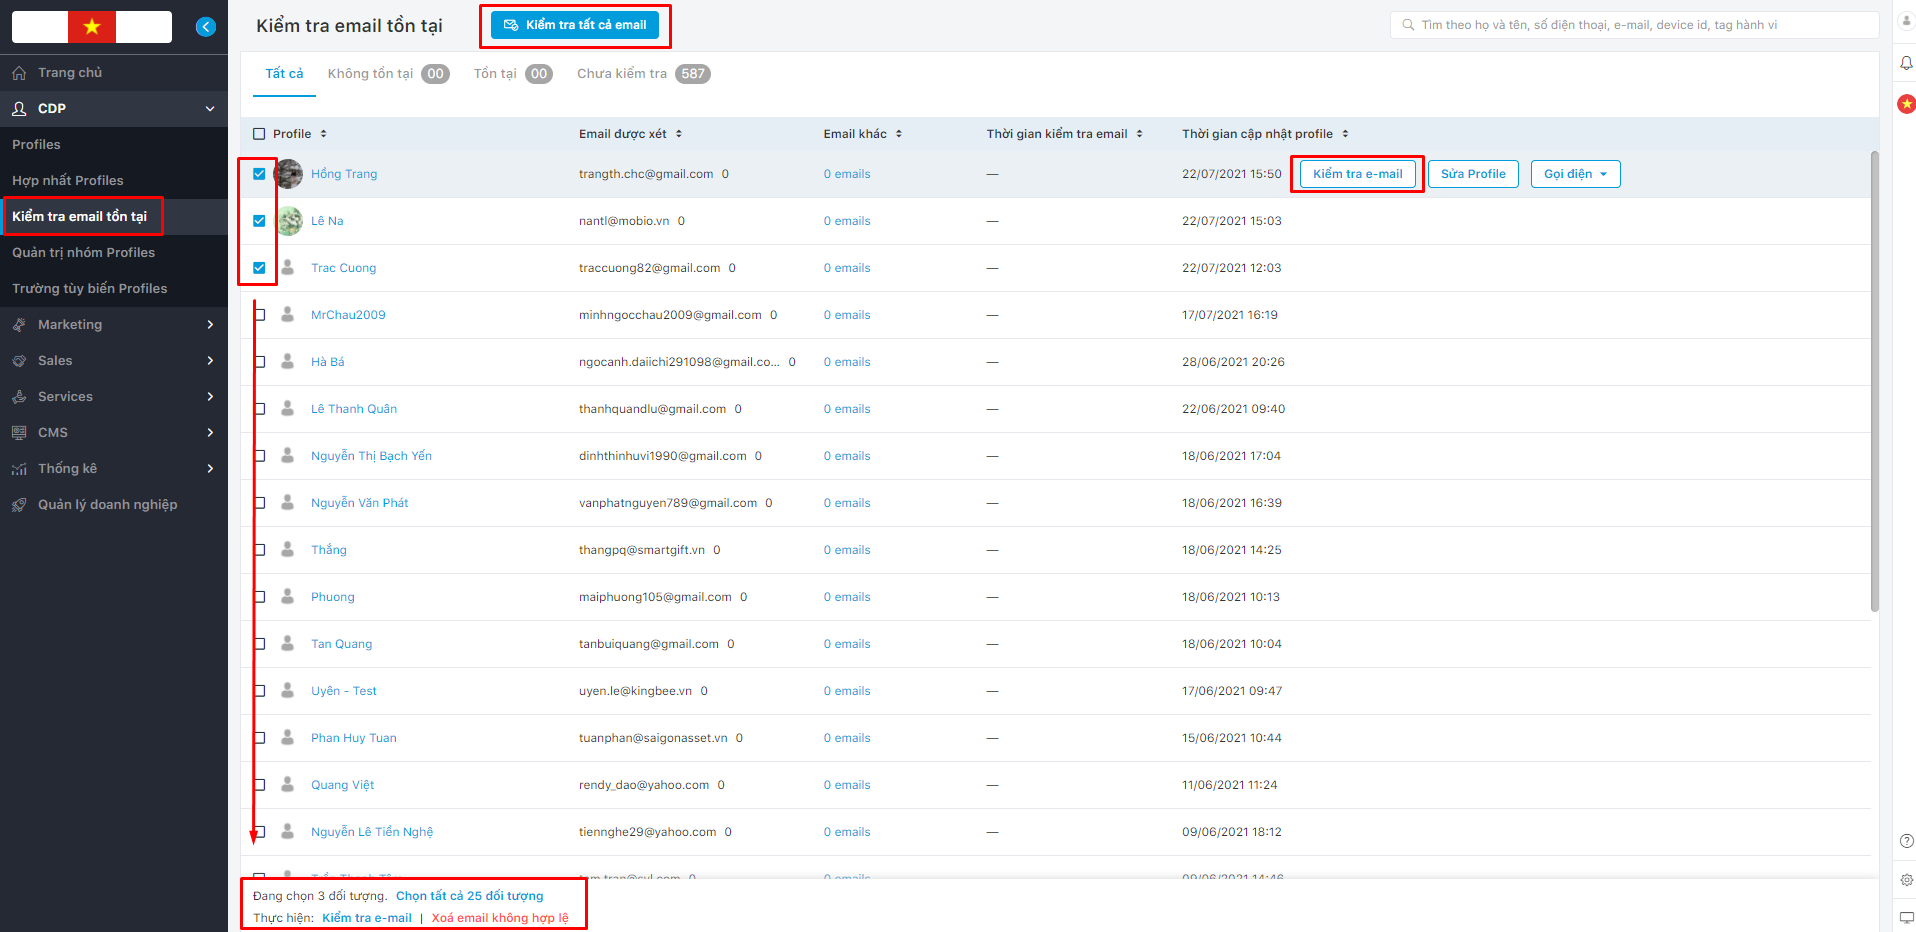 Kiểm tra email tồn tại Kiểm tra tất cả email Tìm theo họ và tên, số điện thoại, e-mail, device id, tag hành vi
Trang chủ
CDP
Profiles
Hợp nhất Profiles
Kiểm tra email tồn tại
Quản trị nhóm Profiles
Trường tùy biến Profiles
Marketing
Sales
Services
CMS
Thống kê
Quản lý doanh nghiệp
Tất cả Không tồn tại 00 Tồn tại 00 Chưa kiểm tra 587
Profile Email được xét Email khác Thời gian kiểm tra email Thời gian cập nhật profile
Hồng Trang trangth.chc@gmail.com 0 0 emails — 22/07/2021 15:50 Kiểm tra e-mail Sửa Profile Gọi điện
Lê Na nantl@mobio.vn 0 0 emails — 22/07/2021 15:03
Trac Cuong traccuong82@gmail.com 0 0 emails — 22/07/2021 12:03
MrChau2009 minhngocchau2009@gmail.com 0 0 emails — 17/07/2021 16:19
Hà Bá ngocanh.daiichi291098@gmail.co... 0 0 emails — 28/06/2021 20:26
Lê Thanh Quân thanhquandlu@gmail.com 0 0 emails — 22/06/2021 09:40
Nguyễn Thị Bạch Yến dinhthinhuvi1990@gmail.com 0 0 emails — 18/06/2021 17:04
Nguyễn Văn Phát vanphatnguyen789@gmail.com 0 0 emails — 18/06/2021 16:39
Thắng thangpq@smartgift.vn 0 0 emails — 18/06/2021 14:25
Phuong maiphuong105@gmail.com 0 0 emails — 18/06/2021 10:13
Tan Quang tanbuiquang@gmail.com 0 0 emails — 18/06/2021 10:04
Uyên - Test uyen.le@kingbee.vn 0 0 emails — 17/06/2021 09:47
Phan Huy Tuan tuanphan@saigonasset.vn 0 0 emails — 15/06/2021 10:44
Quang Việt rendy_dao@yahoo.com 0 0 emails — 11/06/2021 11:24
Nguyễn Lê Tiền Nghệ tiennghe29@yahoo.com 0 0 emails — 09/06/2021 18:12
0 emails — 09/06/2021 14:46
Đang chọn 3 đối tượng. Chọn tất cả 25 đối tượng
Thực hiện: Kiểm tra e-mail | Xoá email không hợp lệ